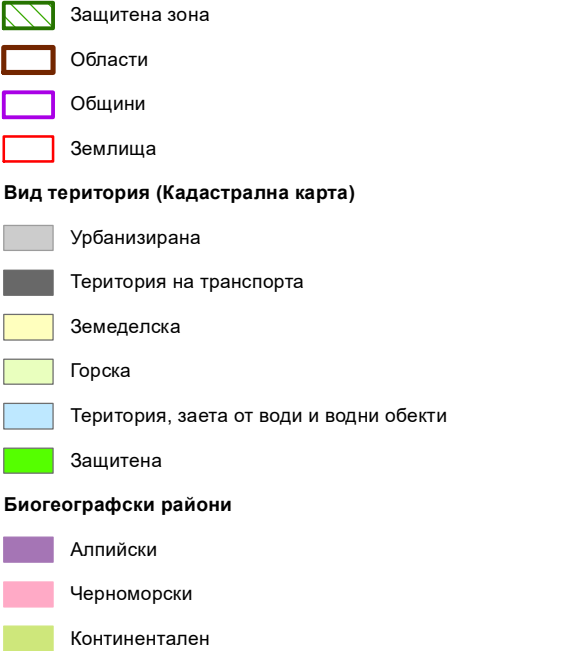 Защитена зона
Области
Общини
Землища
Вид територия (Кадастрална карта)
Урбанизирана
Територия на транспорта
Земеделска
Горска
Територия, заета от води и водни обекти
Защитена
Биогеографски райони
Алпийски
Черноморски
Континентален